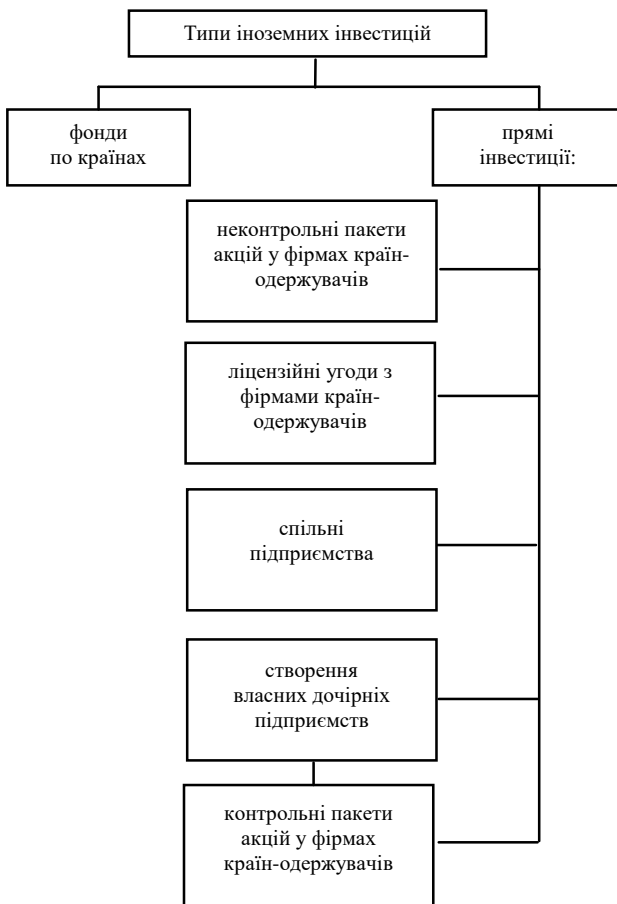 Типи іноземних інвестицій
фонди
по країнах
прямі
інвестиції:
неконтрольні пакети
акцій у фірмах країн-
одержувачів
ліцензійні угоди з
фірмами країн-
одержувачів
спільні
підприємства
створення
власних дочірніх
підприємств
контрольні пакети
акцій у фірмах
країн-одержувачів